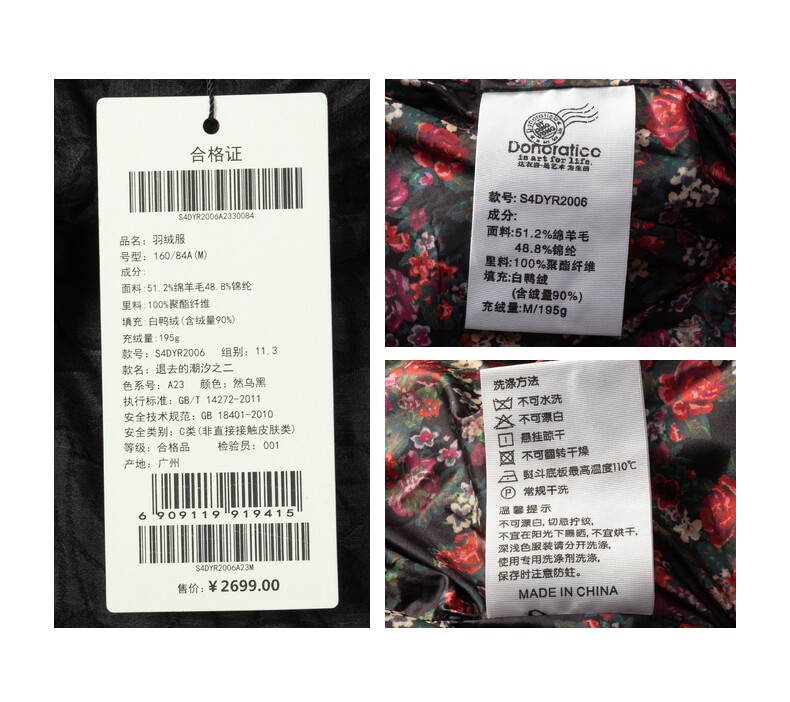 合格证
S4DYR2006A2330084
品名：羽绒服
号型：160/84A(M)
成分：
面料：51.2%绵羊毛48.8%锦纶
里料：100%聚酯纤维
填充：白鸭绒(含绒量90%)
充绒量：195g
款号：S4DYR2006 组别：11.3
款名：退去的潮汐之二
色系号：A23 颜色：然乌黑
执行标准：GB/T 14272-2011
安全技术规范：GB 18401-2010
安全类别：C类(非直接接触皮肤类)
等级：合格品 检验员：001
产地：广州
6 909119 919415
S4DYR2006A23M
售价：¥2699.00
Donoratico
is art for life.
达衣岩·是艺术 为生活
款号：S4DYR2006
成分：
面料：51.2%绵羊毛
48.8%锦纶
里料：100%聚酯纤维
填充：白鸭绒
(含绒量90%)
充绒量：M/195g
洗涤方法
不可水洗
不可漂白
悬挂晾干
不可翻转干燥
熨斗底板最高温度110℃
P 常规干洗
温馨提示
不可漂白，切忌拧绞，
不宜在阳光下曝晒，不宜烘干，
深浅色服装请分开洗涤，
使用专用洗涤剂洗涤，
保存时注意防蛀。
MADE IN CHINA